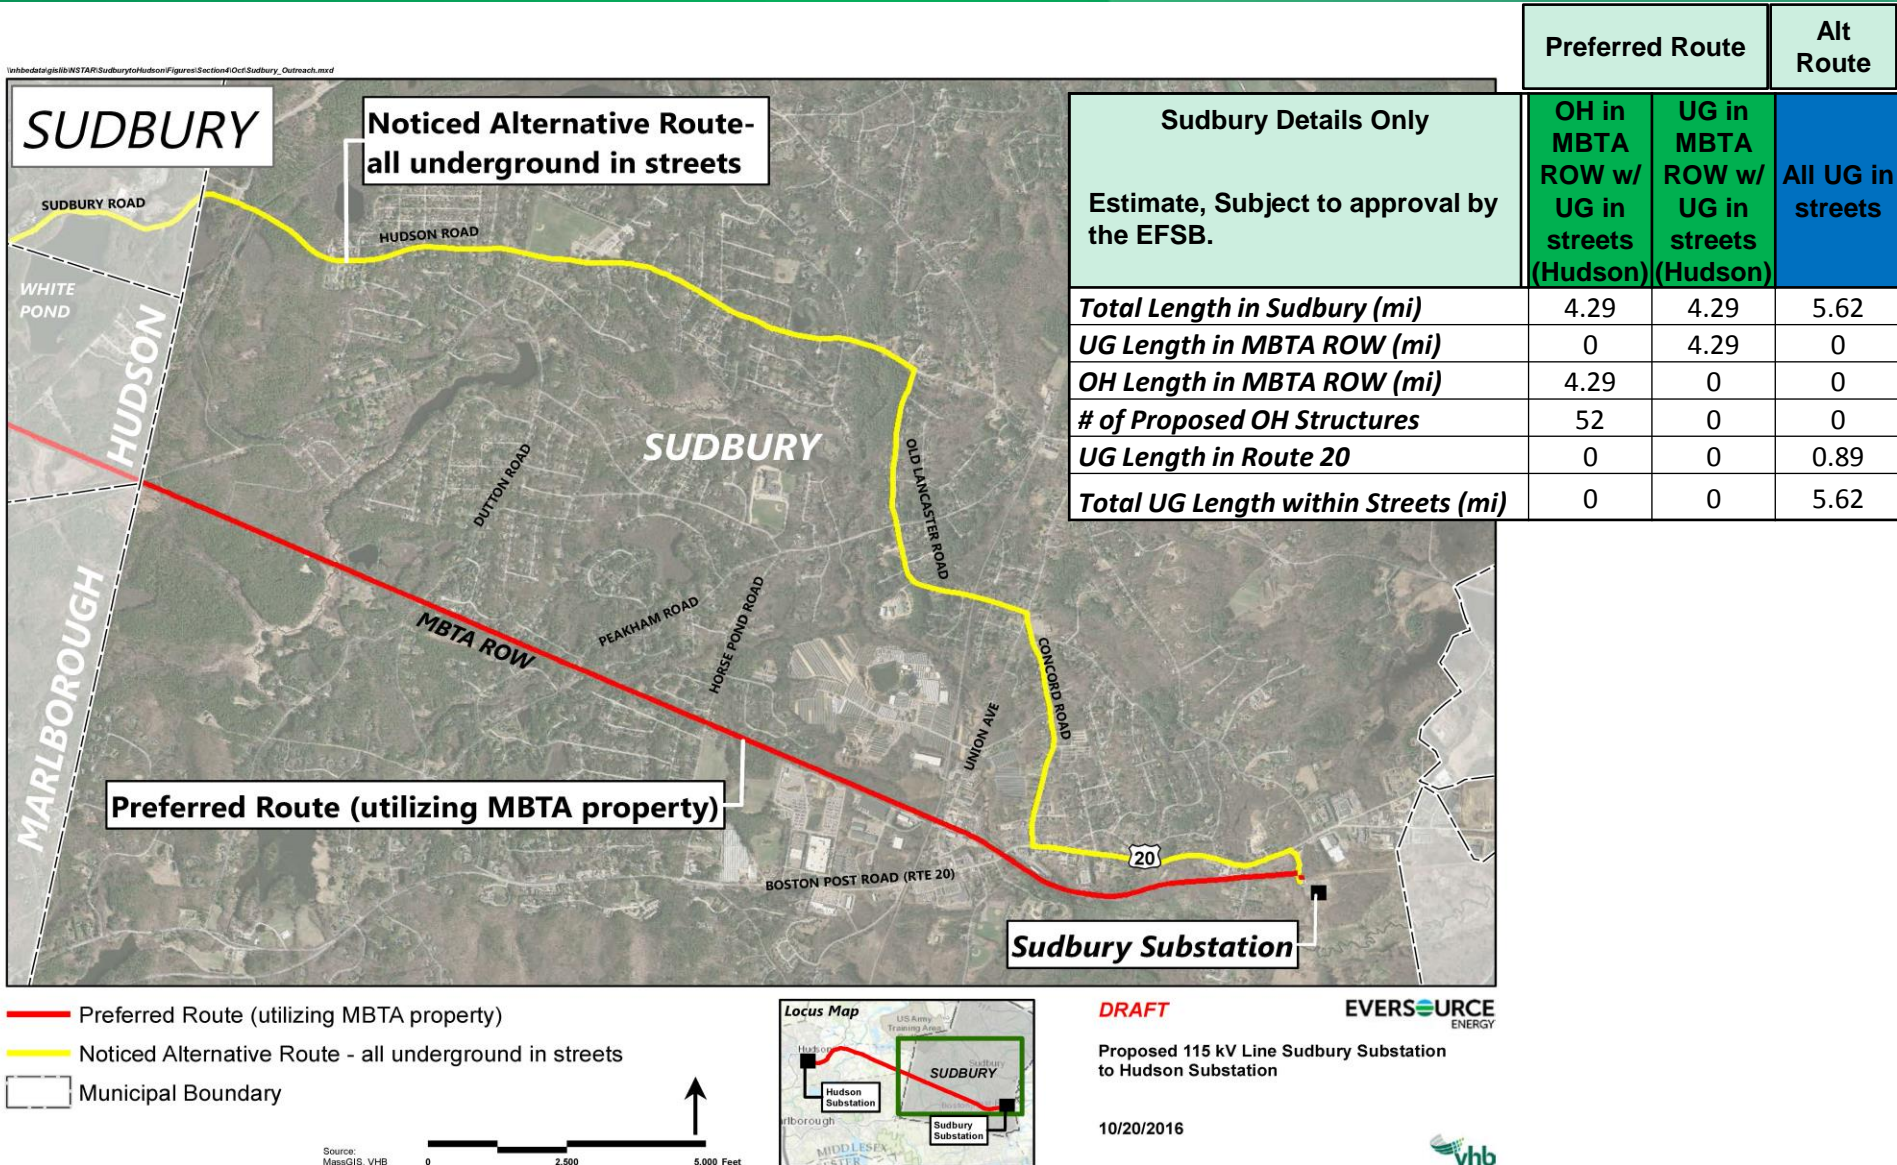 \\nhbedata\gislib\NSTAR\SudburytoHudson\Figures\Section4\Oct\Sudbury_Outreach.mxd
Preferred Route
Alt
Route
SUDBURY
Noticed Alternative Route-
all underground in streets
Sudbury Details Only
Estimate, Subject to approval by
the EFSB.
OH in
MBTA
ROW w/
UG in
streets
(Hudson)
UG in
MBTA
ROW w/
UG in
streets
(Hudson)
All UG in
streets
Total Length in Sudbury (mi) 4.29 4.29 5.62
UG Length in MBTA ROW (mi) 0 4.29 0
OH Length in MBTA ROW (mi) 4.29 0 0
# of Proposed OH Structures 52 0 0
UG Length in Route 20 0 0 0.89
Total UG Length within Streets (mi) 0 0 5.62
SUDBURY ROAD
HUDSON ROAD
WHITE
POND
HUDSON
SUDBURY
DUTTON ROAD
OLD LANCASTER ROAD
MARLBOROUGH
MBTA ROW
PEAKHAM ROAD
HORSE POND ROAD
CONCORD ROAD
UNION AVE
Preferred Route (utilizing MBTA property)
20
BOSTON POST ROAD (RTE 20)
Sudbury Substation
Preferred Route (utilizing MBTA property)
Noticed Alternative Route - all underground in streets
Municipal Boundary
Source:
MassGIS, VHB
0 2,500 5,000 Feet
Locus Map
US Army
Training Area
Hudson
Sudbury
SUDBURY
Hudson
Substation
Sudbury
Substation
rlborough
MIDDLESEX
DRAFT
EVERSOURCE
ENERGY
Proposed 115 kV Line Sudbury Substation
to Hudson Substation
10/20/2016
vhb